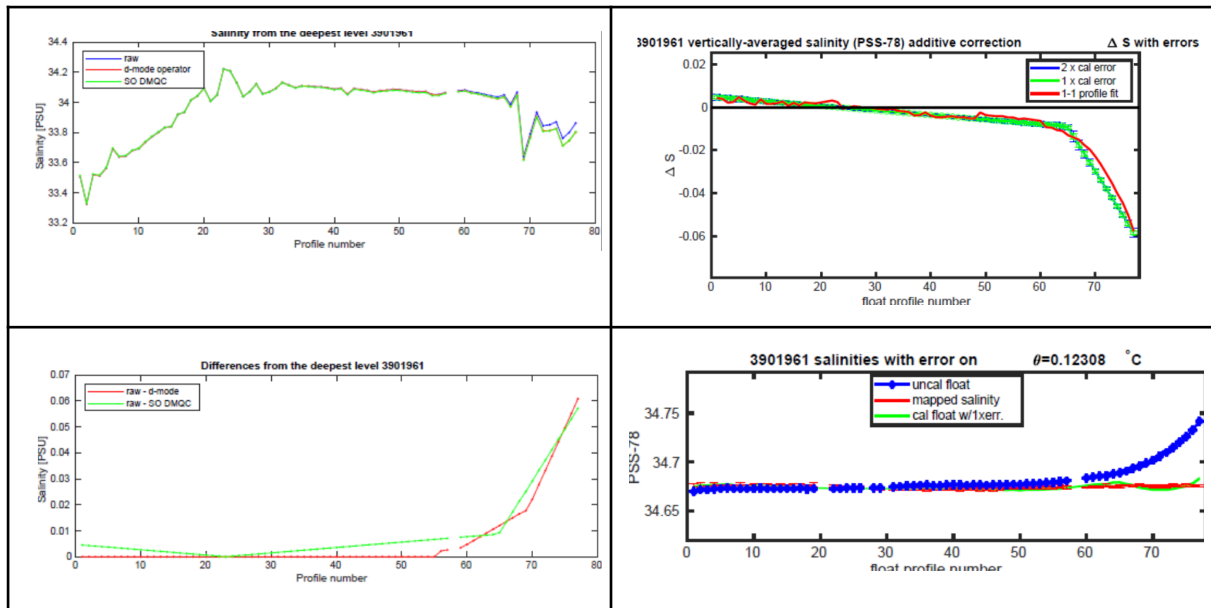 Salinity from the deepest level 3901961
34.4
34.2
34
33.8
33.6
33.4
33.2
Salinity [PSU]
raw
d-mode operator
SO DMQC
0 10 20 30 40 50 60 70 80
Profile number
3901961 vertically-averaged salinity (PSS-78) additive correction Δ S with errors
0.02
0
-0.02
-0.04
-0.06
Δ S
2 x cal error
1 x cal error
1-1 profile fit
0 10 20 30 40 50 60 70
float profile number
Differences from the deepest level 3901961
0.07
0.06
0.05
0.04
0.03
0.02
0.01
0
Salinity [PSU]
raw - d-mode
raw - SO DMQC
0 10 20 30 40 50 60 70 80
Profile number
3901961 salinities with error on θ=0.12308 °C
34.75
34.7
34.65
PSS-78
uncal float
mapped salinity
cal float w/1xerr.
0 10 20 30 40 50 60 70
float profile number